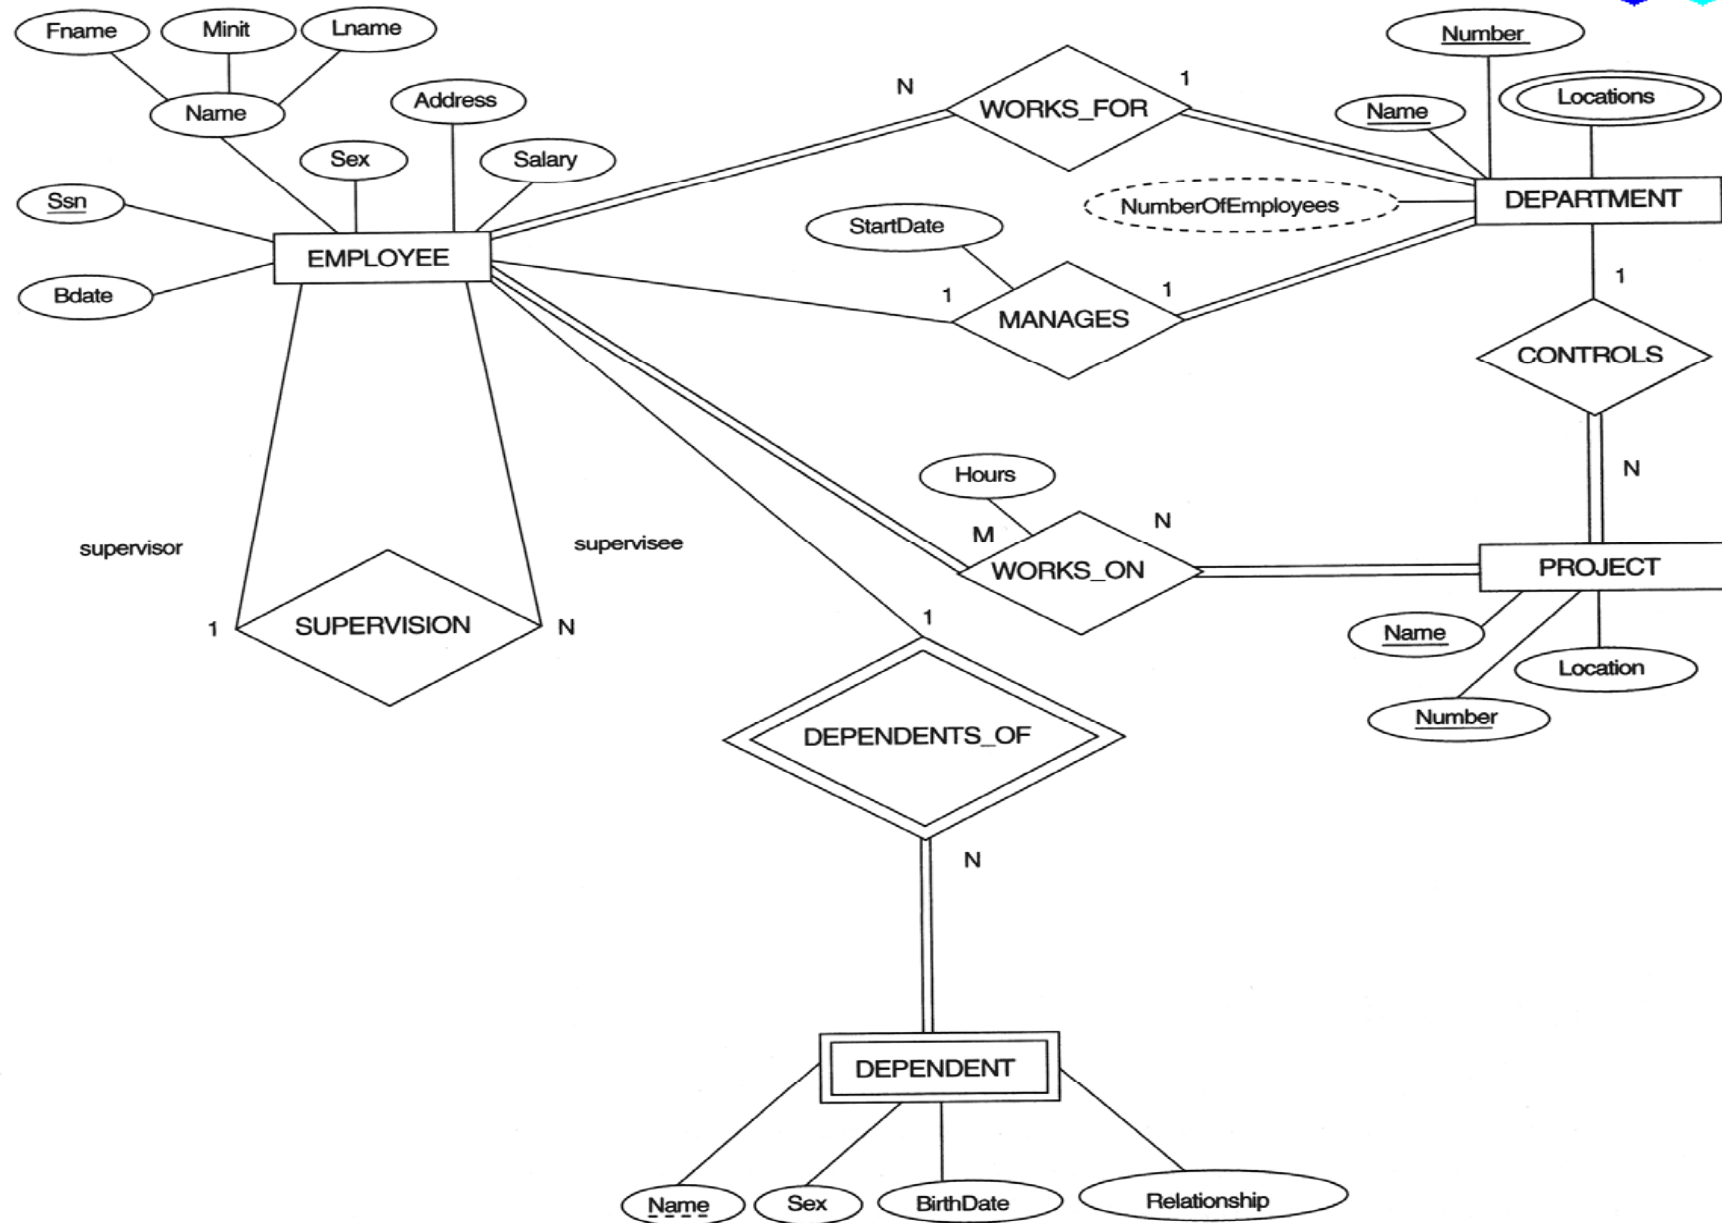 Fname
Minit
Lname
Name
Address
Sex
Salary
Ssn
Bdate
EMPLOYEE
N
WORKS_FOR
1
Number
Name
Locations
DEPARTMENT
NumberOfEmployees
StartDate
1
MANAGES
1
1
CONTROLS
N
supervisor
supervisee
1
SUPERVISION
N
Hours
M
WORKS_ON
N
PROJECT
Name
Number
Location
1
DEPENDENTS_OF
N
DEPENDENT
Name
Sex
BirthDate
Relationship